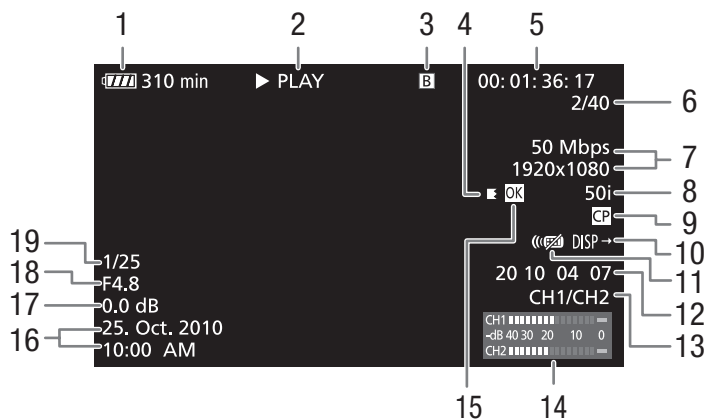 1 2 3 4 5
310 min ▶ PLAY B 00: 01: 36: 17
2/40 6
50 Mbps 7
1920x1080
OK 50i 8
CP 9
DISP→ 10
11
19 1/25
18 F4.8
17 0.0 dB
16 25. Oct. 2010
10:00 AM
20 10 04 07 12
CH1/CH2 13
CH1
-dB 40 30 20 10 0
CH2
15 14